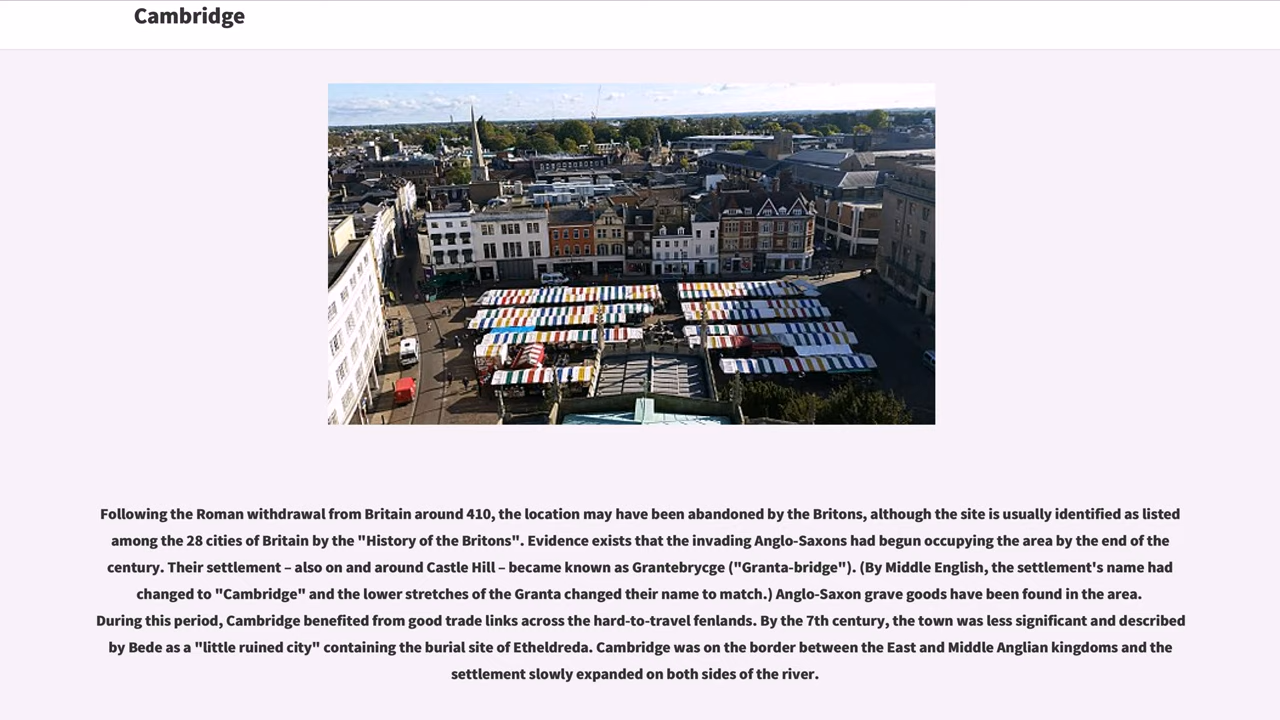 Cambridge
Following the Roman withdrawal from Britain around 410, the location may have been abandoned by the Britons, although the site is usually identified as listed
among the 28 cities of Britain by the "History of the Britons". Evidence exists that the invading Anglo-Saxons had begun occupying the area by the end of the
century. Their settlement – also on and around Castle Hill – became known as Grantebrycge ("Granta-bridge"). (By Middle English, the settlement's name had
changed to "Cambridge" and the lower stretches of the Granta changed their name to match.) Anglo-Saxon grave goods have been found in the area.
During this period, Cambridge benefited from good trade links across the hard-to-travel fenlands. By the 7th century, the town was less significant and described
by Bede as a "little ruined city" containing the burial site of Etheldreda. Cambridge was on the border between the East and Middle Anglian kingdoms and the
settlement slowly expanded on both sides of the river.